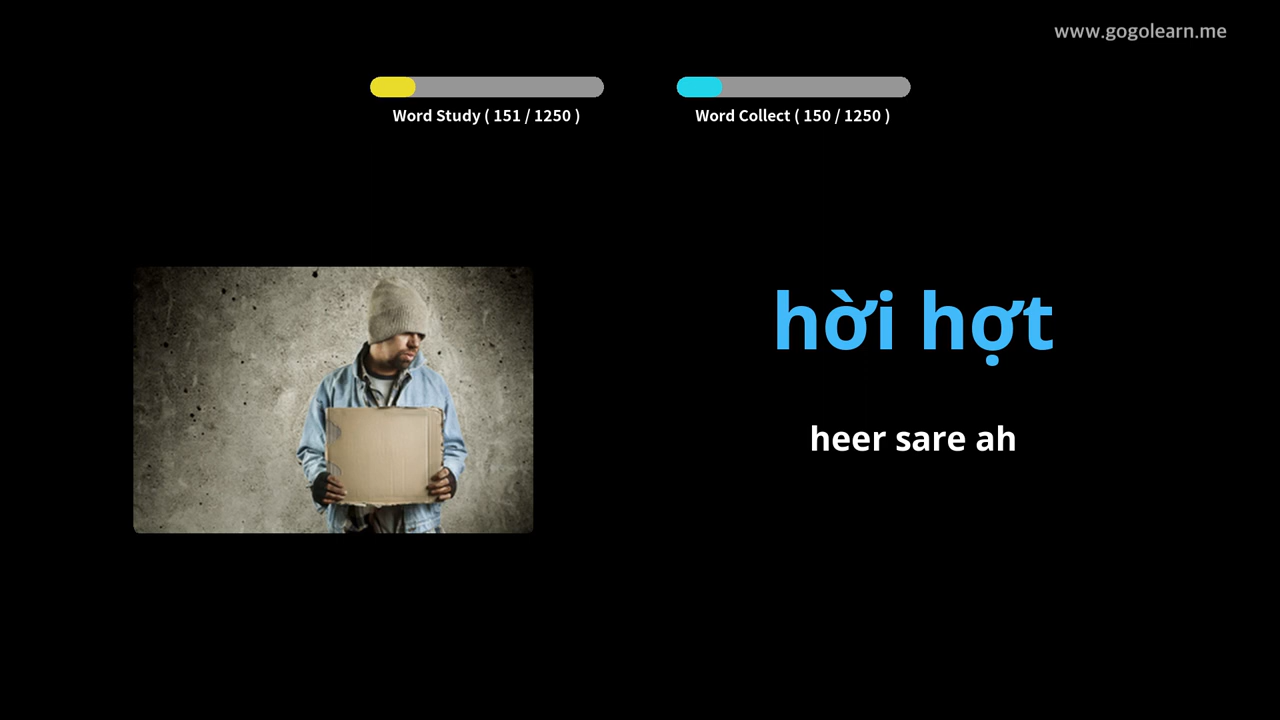 www.gogolearn.me
Word Study ( 151 / 1250 )
Word Collect ( 150 / 1250 )
hời hợt
heer sare ah